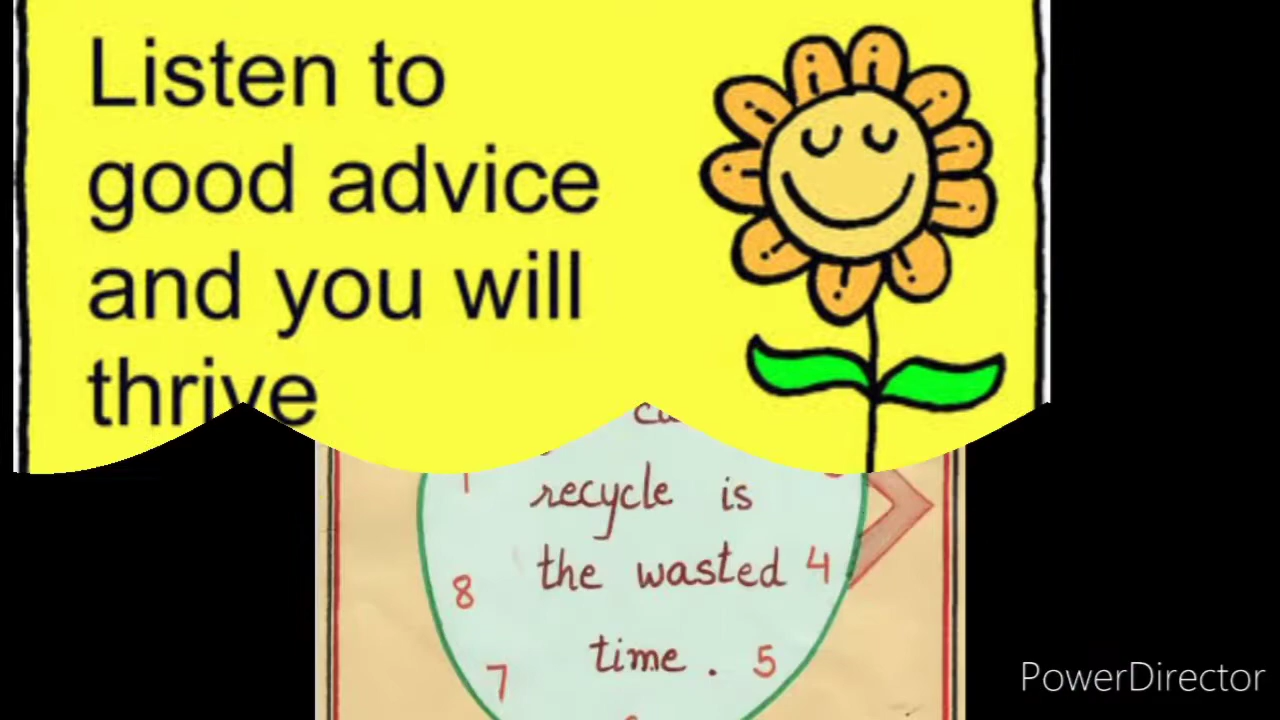 Listen to
good advice
and you will
thrive
recycle is
the wasted 4
8
time . 5
7
PowerDirector